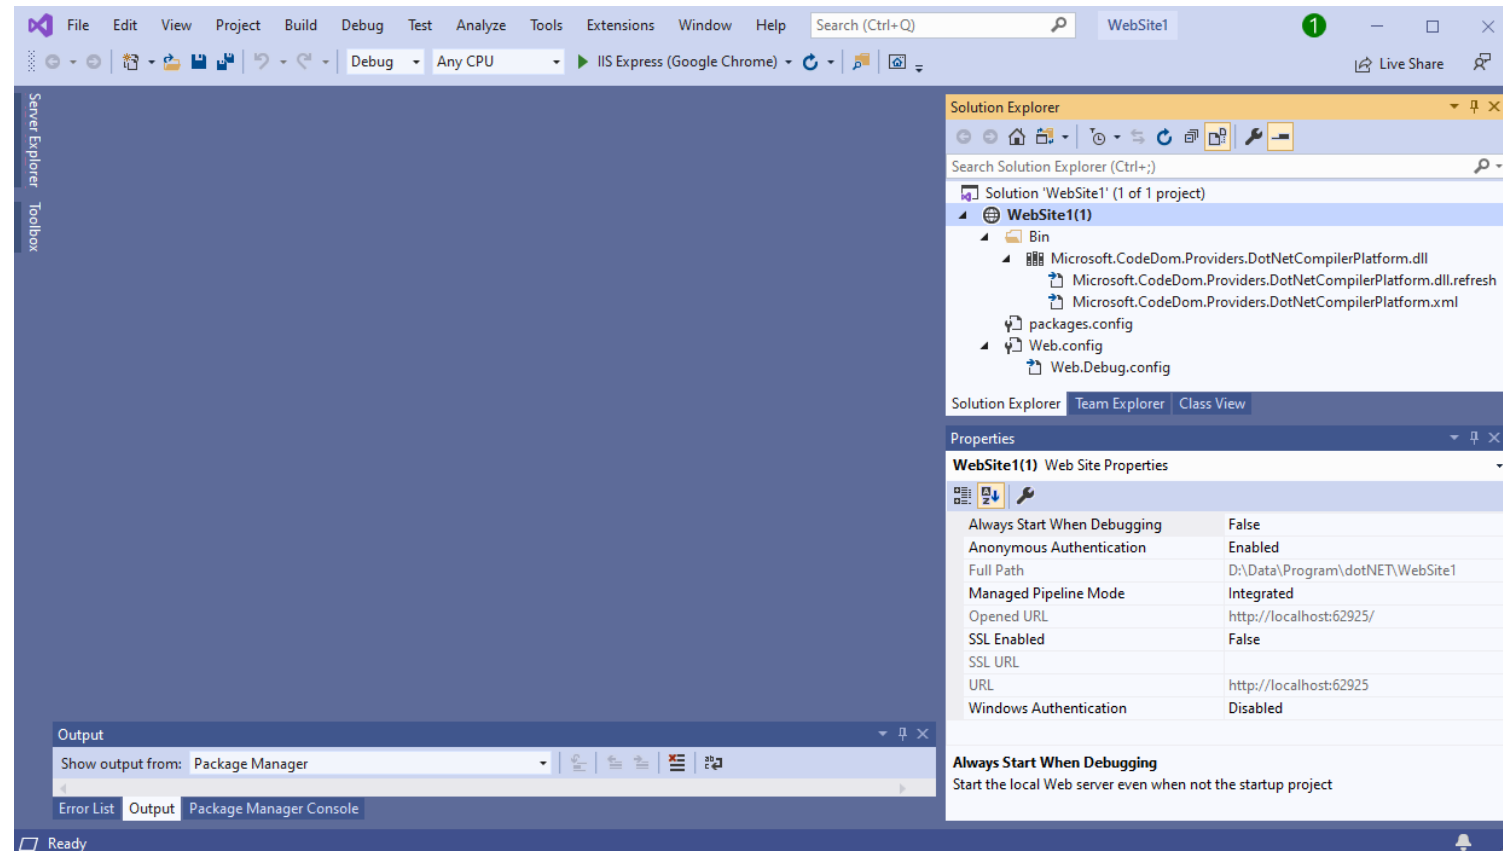 File Edit View Project Build Debug Test Analyze Tools Extensions Window Help Search (Ctrl+Q) WebSite1 1
Debug Any CPU IIS Express (Google Chrome) Live Share
Server Explorer
Toolbox
Solution Explorer
Search Solution Explorer (Ctrl+;)
Solution 'WebSite1' (1 of 1 project)
WebSite1(1)
Bin
Microsoft.CodeDom.Providers.DotNetCompilerPlatform.dll
Microsoft.CodeDom.Providers.DotNetCompilerPlatform.dll.refresh
Microsoft.CodeDom.Providers.DotNetCompilerPlatform.xml
packages.config
Web.config
Web.Debug.config
Solution Explorer Team Explorer Class View
Properties
WebSite1(1) Web Site Properties
Always Start When Debugging False
Anonymous Authentication Enabled
Full Path D:\Data\Program\dotNET\WebSite1
Managed Pipeline Mode Integrated
Opened URL http://localhost:62925/
SSL Enabled False
SSL URL
URL http://localhost:62925
Windows Authentication Disabled
Always Start When Debugging
Start the local Web server even when not the startup project
Output
Show output from: Package Manager
Error List Output Package Manager Console
Ready